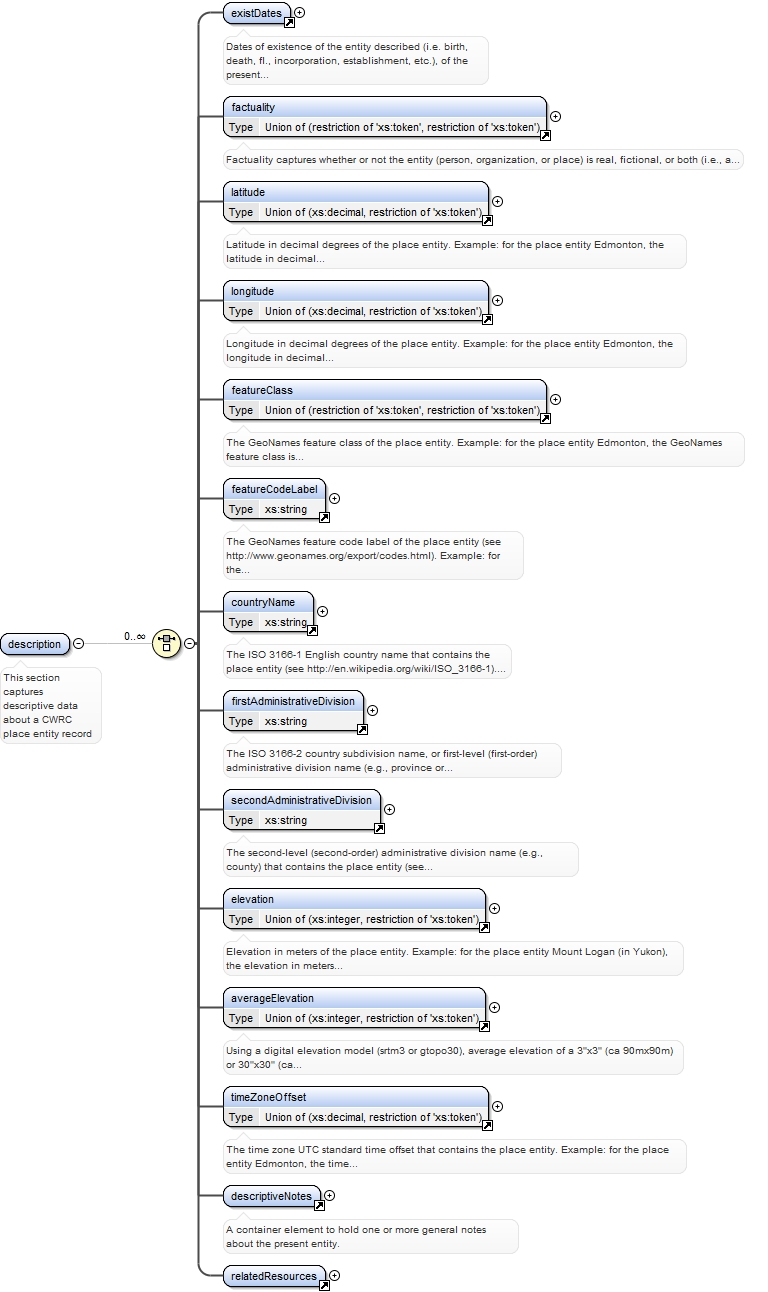 existDates
Dates of existence of the entity described (i.e. birth,
death, fl., incorporation, establishment, etc.), of the
present...
factuality
Type Union of (restriction of 'xs:token', restriction of 'xs:token')
Factuality captures whether or not the entity (person, organization, or place) is real, fictional, or both (i.e., a...
latitude
Type Union of (xs:decimal, restriction of 'xs:token')
Latitude in decimal degrees of the place entity. Example: for the place entity Edmonton, the
latitude in decimal...
longitude
Type Union of (xs:decimal, restriction of 'xs:token')
Longitude in decimal degrees of the place entity. Example: for the place entity Edmonton, the
longitude in decimal...
featureClass
Type Union of (restriction of 'xs:token', restriction of 'xs:token')
The GeoNames feature class of the place entity. Example: for the place entity Edmonton, the GeoNames
feature class is...
featureCodeLabel
Type xs:string
The GeoNames feature code label of the place entity (see
http://www.geonames.org/export/codes.html). Example: for
the...
countryName
Type xs:string
The ISO 3166-1 English country name that contains the
place entity (see http://en.wikipedia.org/wiki/ISO_3166-1)....
description
0..∞
This section
captures
descriptive data
about a CWRC
place entity record
firstAdministrativeDivision
Type xs:string
The ISO 3166-2 country subdivision name, or first-level (first-order)
administrative division name (e.g., province or...
secondAdministrativeDivision
Type xs:string
The second-level (second-order) administrative division name (e.g.,
county) that contains the place entity (see...
elevation
Type Union of (xs:integer, restriction of 'xs:token')
Elevation in meters of the place entity. Example: for the place entity Mount Logan (in Yukon),
the elevation in meters...
averageElevation
Type Union of (xs:integer, restriction of 'xs:token')
Using a digital elevation model (srtm3 or gtopo30), average elevation of a 3"x3" (ca 90mx90m)
or 30"x30" (ca...
timeZoneOffset
Type Union of (xs:decimal, restriction of 'xs:token')
The time zone UTC standard time offset that contains the place entity. Example: for the place
entity Edmonton, the time...
descriptiveNotes
A container element to hold one or more general notes
about the present entity.
relatedResources